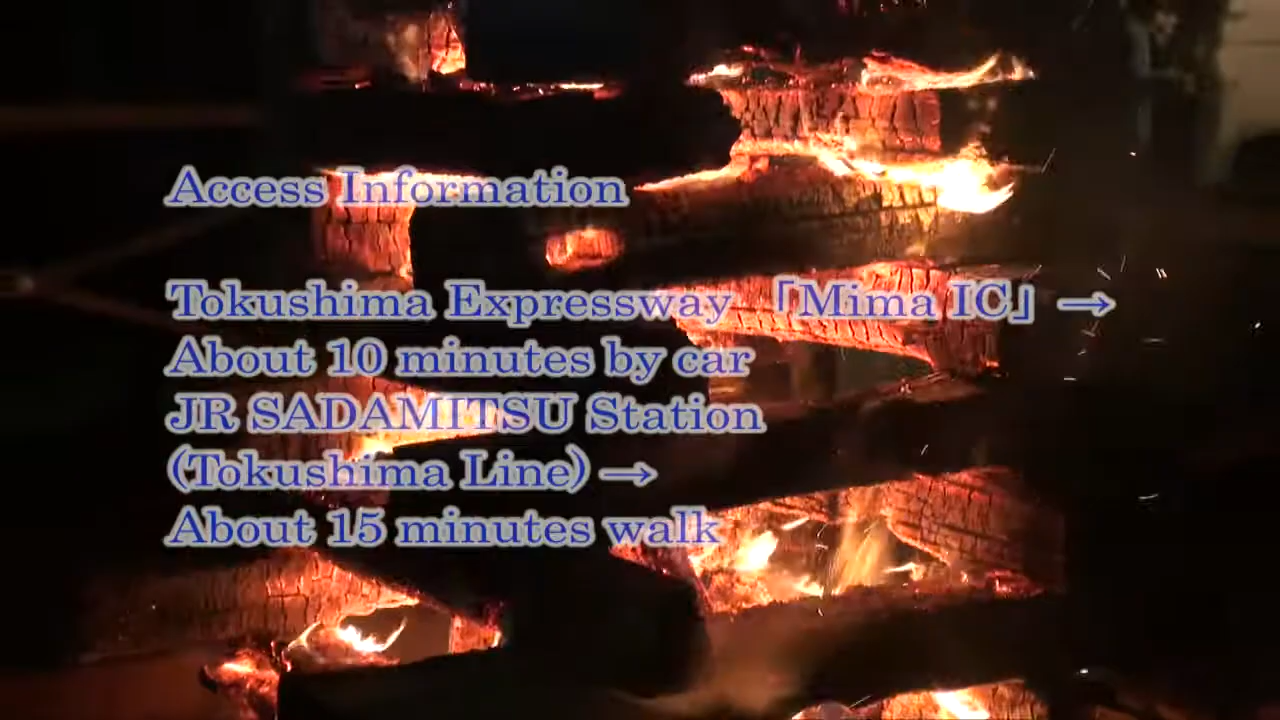 Access Information
Tokushima Expressway 「Mima IC」→
About 10 minutes by car
JR SADAMITSU Station
(Tokushima Line)→
About 15 minutes walk